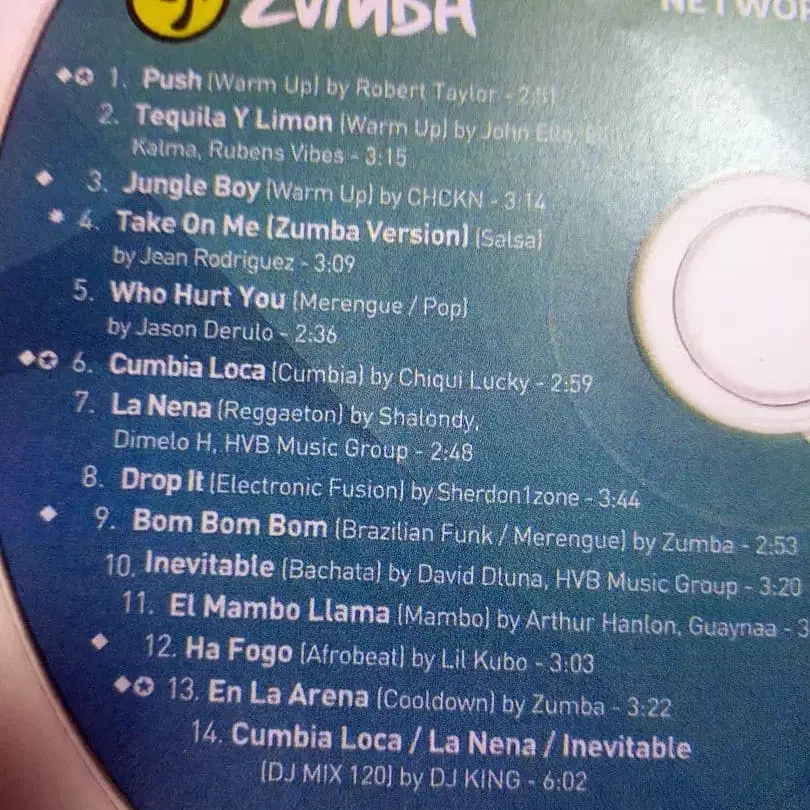 ZUMBA
NETWOR
1. Push (Warm Up) by Robert Taylor - 2:51
2. Tequila Y Limon (Warm Up) by John
Kalma, Rubens Vibes - 3:15
3. Jungle Boy (Warm Up) by CHCKN - 3:14
4. Take On Me (Zumba Version) (Salsa)
by Jean Rodriguez - 3:09
5. Who Hurt You (Merengue / Pop)
by Jason Derulo - 2:36
6. Cumbia Loca (Cumbia) by Chiqui Lucky - 2:59
7. La Nena (Reggaeton) by Shalondy,
Dimelo H, HVB Music Group - 2:48
8. Drop It (Electronic Fusion) by Sherdon1zone - 3:44
9. Bom Bom Bom (Brazilian Funk / Merengue) by Zumba - 2:53
10. Inevitable (Bachata) by David Dluna, HVB Music Group - 3:20
11. El Mambo Llama (Mambo) by Arthur Hanlon, Guaynaa - 3
12. Ha Fogo (Afrobeat) by Lil Kubo - 3:03
13. En La Arena (Cooldown) by Zumba - 3:22
14. Cumbia Loca / La Nena / Inevitable
(DJ MIX 120) by DJ KING - 6:02